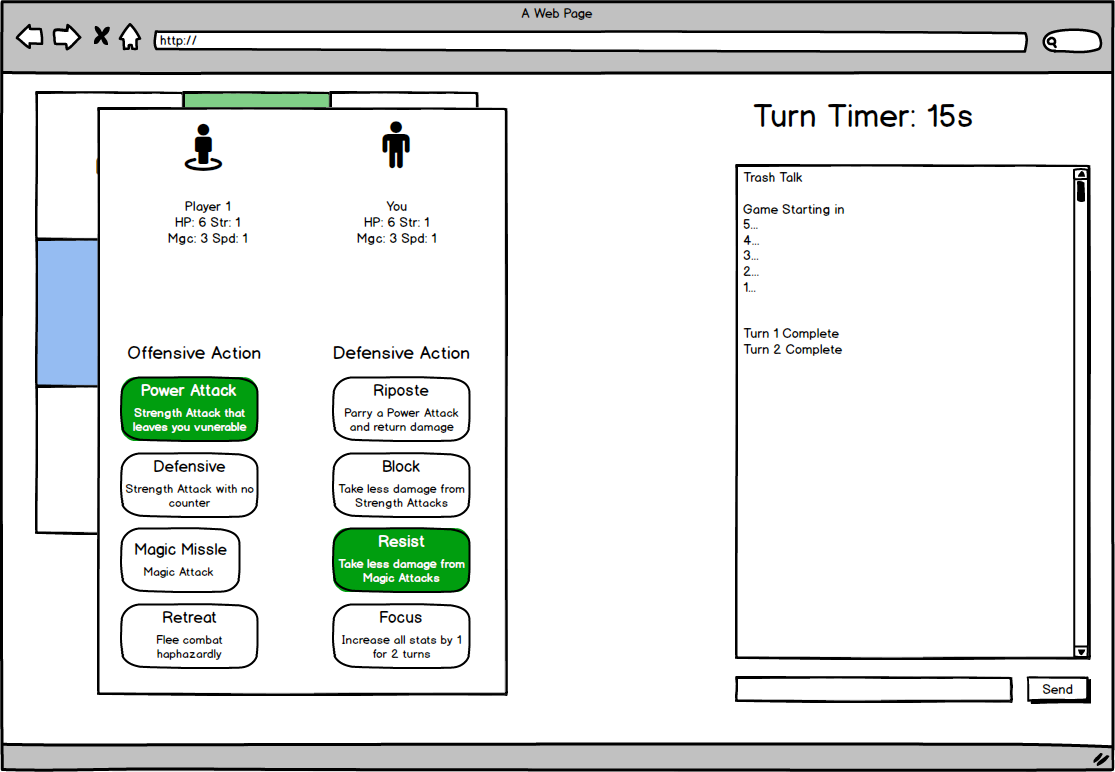 A Web Page
http://
Turn Timer: 15s
Player 1
HP: 6 Str: 1
Mgc: 3 Spd: 1
You
HP: 6 Str: 1
Mgc: 3 Spd: 1
Offensive Action
Power Attack
Strength Attack that
leaves you vunerable
Defensive
Strength Attack with no
counter
Magic Missle
Magic Attack
Retreat
Flee combat
haphazardly
Defensive Action
Riposte
Parry a Power Attack
and return damage
Block
Take less damage from
Strength Attacks
Resist
Take less damage from
Magic Attacks
Focus
Increase all stats by 1
for 2 turns
Trash Talk
Game Starting in
5...
4...
3...
2...
1...
Turn 1 Complete
Turn 2 Complete
Send